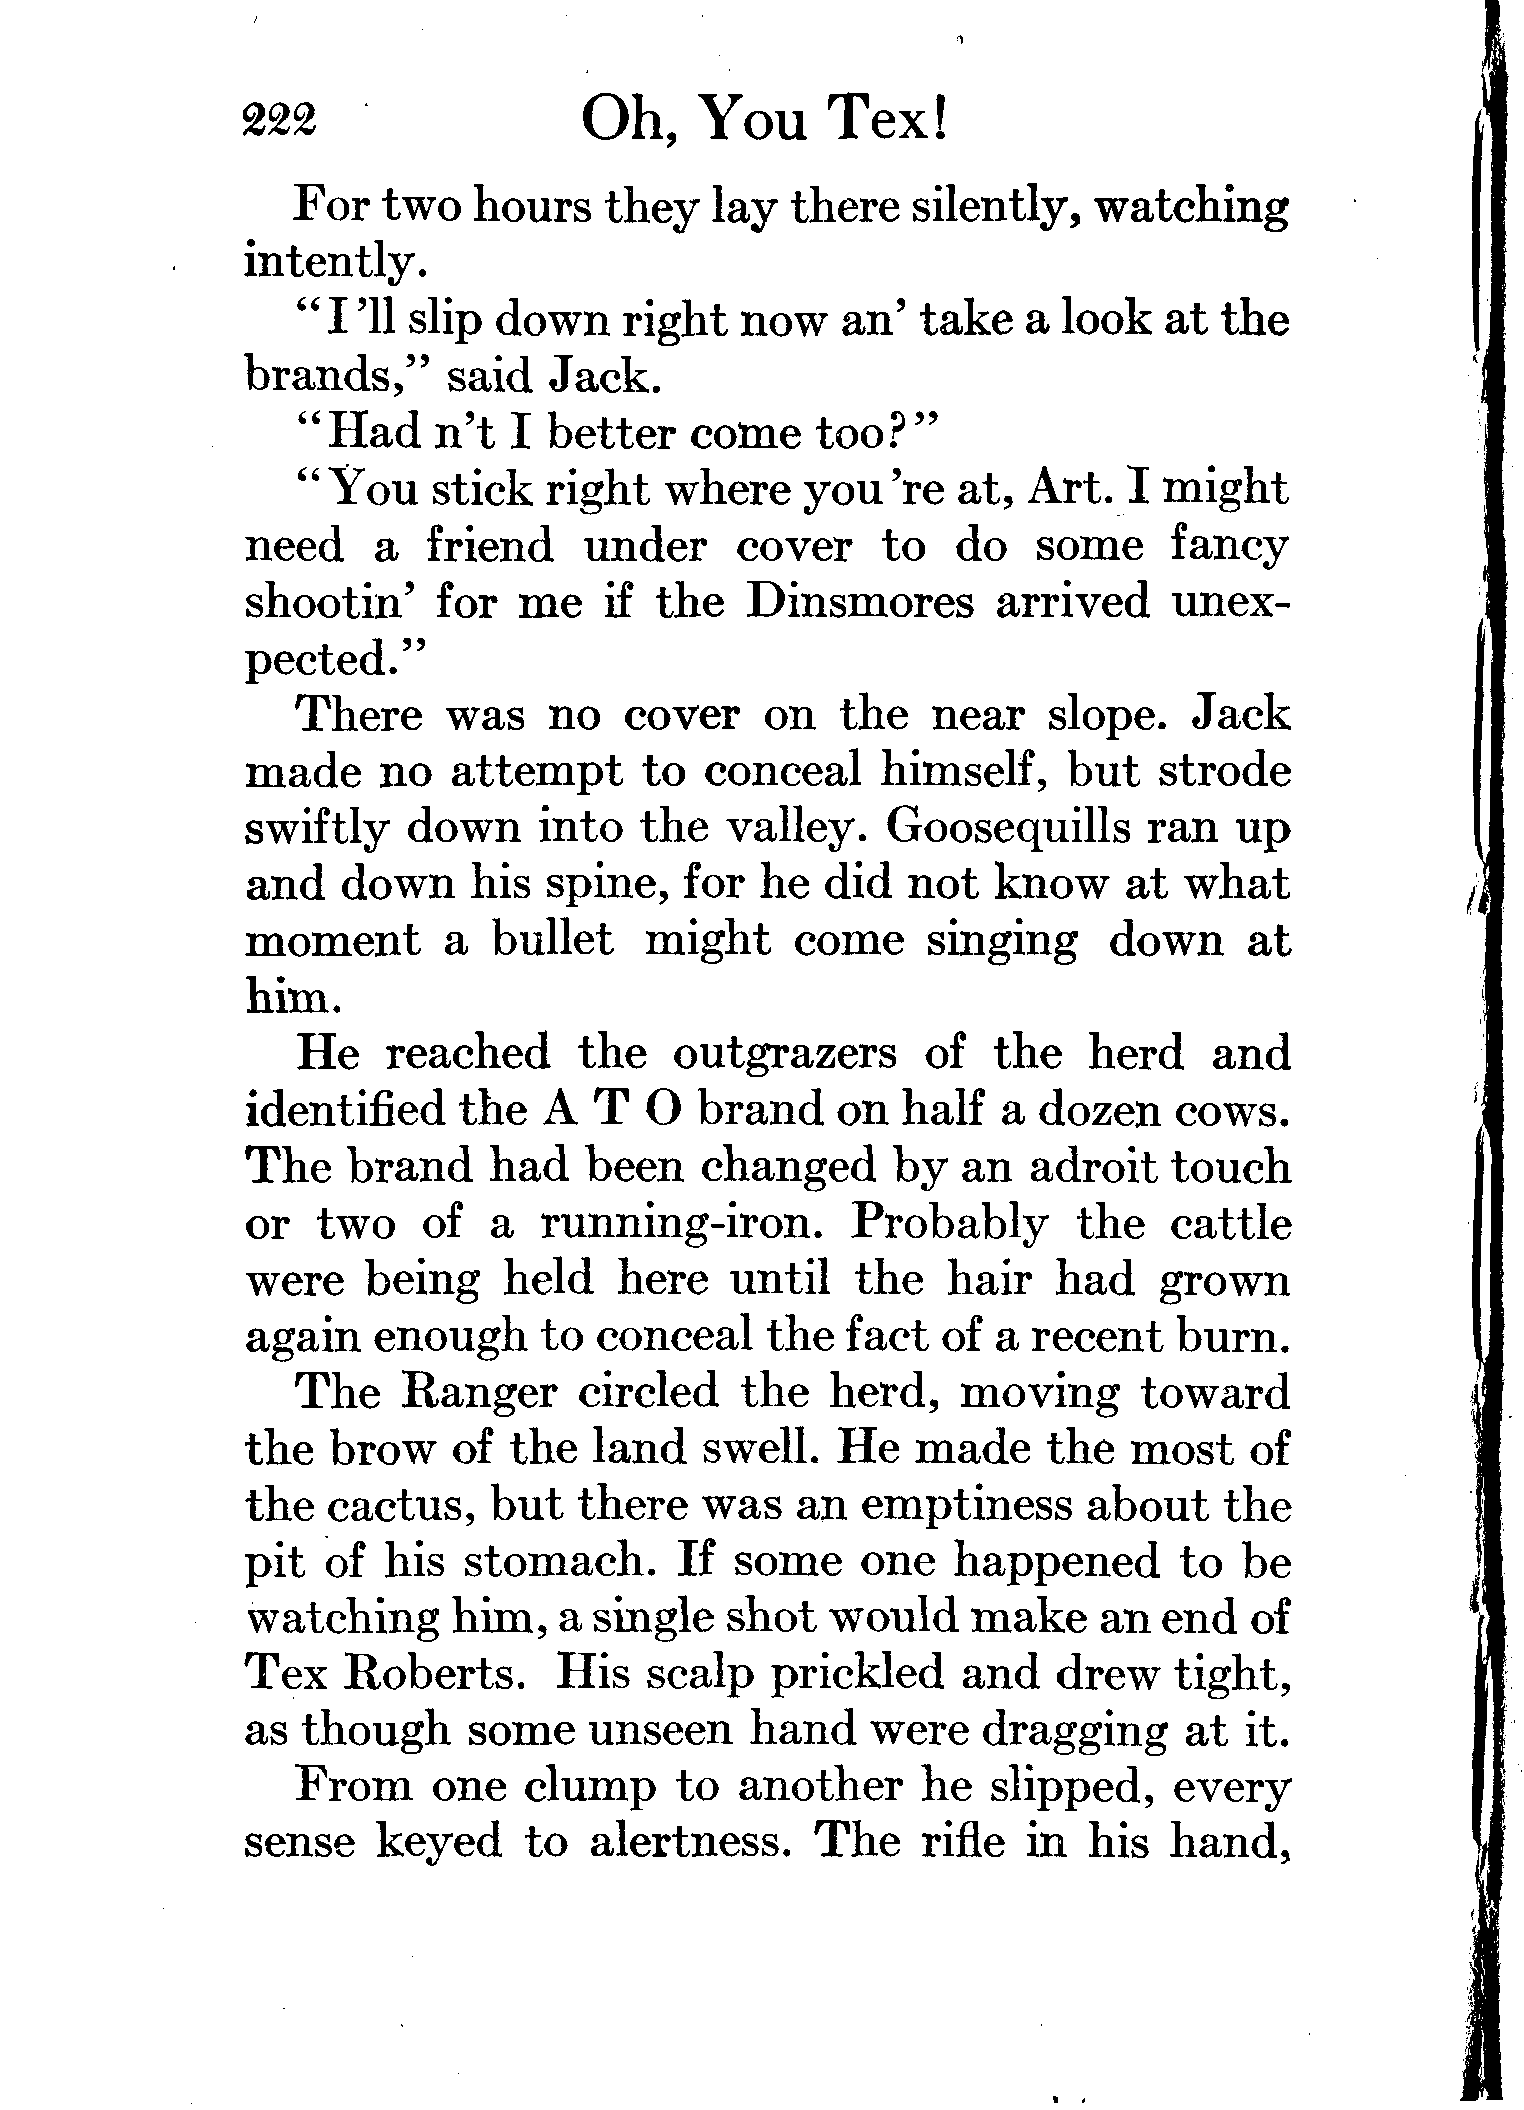 222 Oh, You Tex!
For two hours they lay there silently, watching
intently.
“I'll slip down right now an' take a look at the
brands,” said Jack.
“Had n't I better come too?”
“You stick right where you 're at, Art. I might
need a friend under cover to do some fancy
shootin' for me if the Dinsmores arrived unex-
pected.”
There was no cover on the near slope. Jack
made no attempt to conceal himself, but strode
swiftly down into the valley. Goosequills ran up
and down his spine, for he did not know at what
moment a bullet might come singing down at
him.
He reached the outgrazers of the herd and
identified the A T O brand on half a dozen cows.
The brand had been changed by an adroit touch
or two of a running-iron. Probably the cattle
were being held here until the hair had grown
again enough to conceal the fact of a recent burn.
The Ranger circled the herd, moving toward
the brow of the land swell. He made the most of
the cactus, but there was an emptiness about the
pit of his stomach. If some one happened to be
watching him, a single shot would make an end of
Tex Roberts. His scalp prickled and drew tight,
as though some unseen hand were dragging at it.
From one clump to another he slipped, every
sense keyed to alertness. The rifle in his hand,